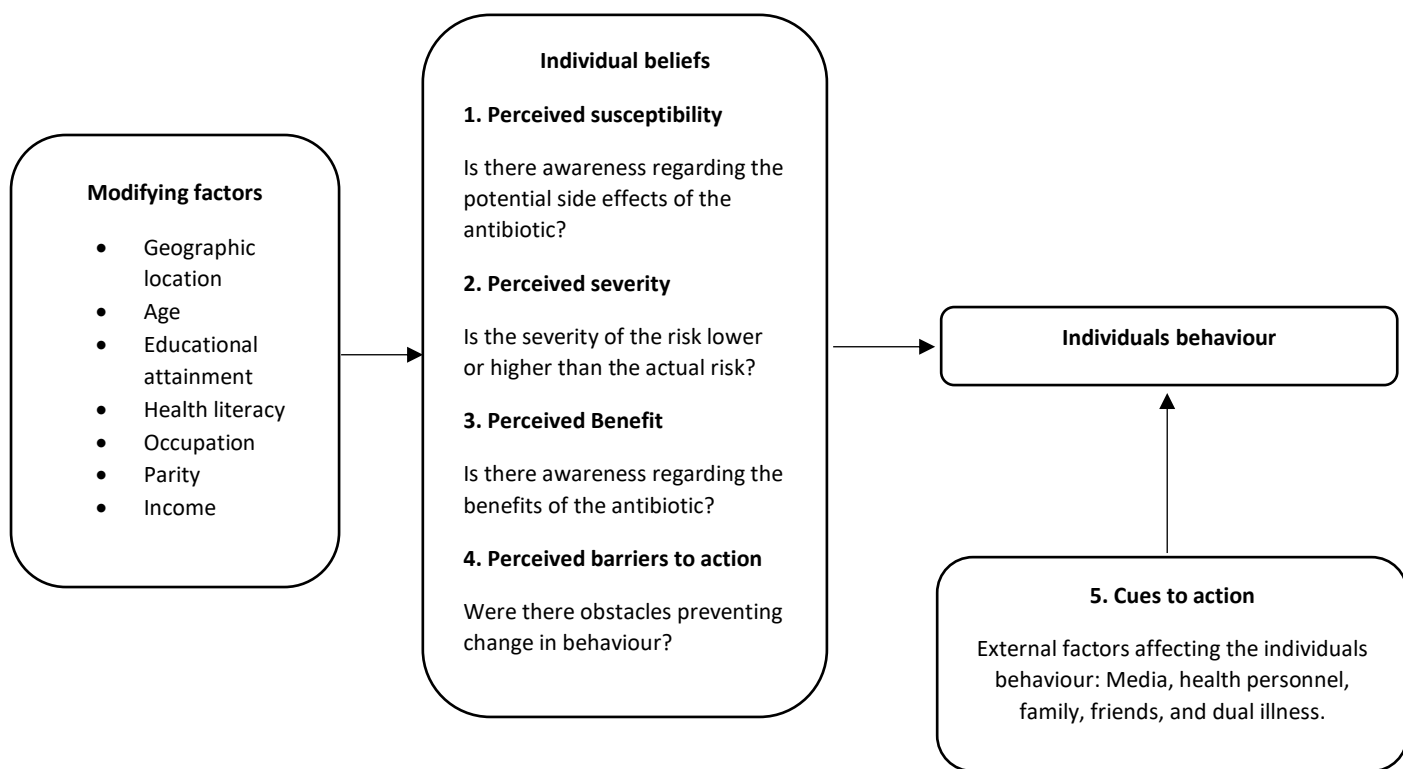 Modifying factors
• Geographic
location
• Age
• Educational
attainment
• Health literacy
• Occupation
• Parity
• Income
Individual beliefs
1. Perceived susceptibility
Is there awareness regarding the
potential side effects of the
antibiotic?
2. Perceived severity
Is the severity of the risk lower
or higher than the actual risk?
3. Perceived Benefit
Is there awareness regarding the
benefits of the antibiotic?
4. Perceived barriers to action
Were there obstacles preventing
change in behaviour?
Individuals behaviour
5. Cues to action
External factors affecting the individuals
behaviour: Media, health personnel,
family, friends, and dual illness.